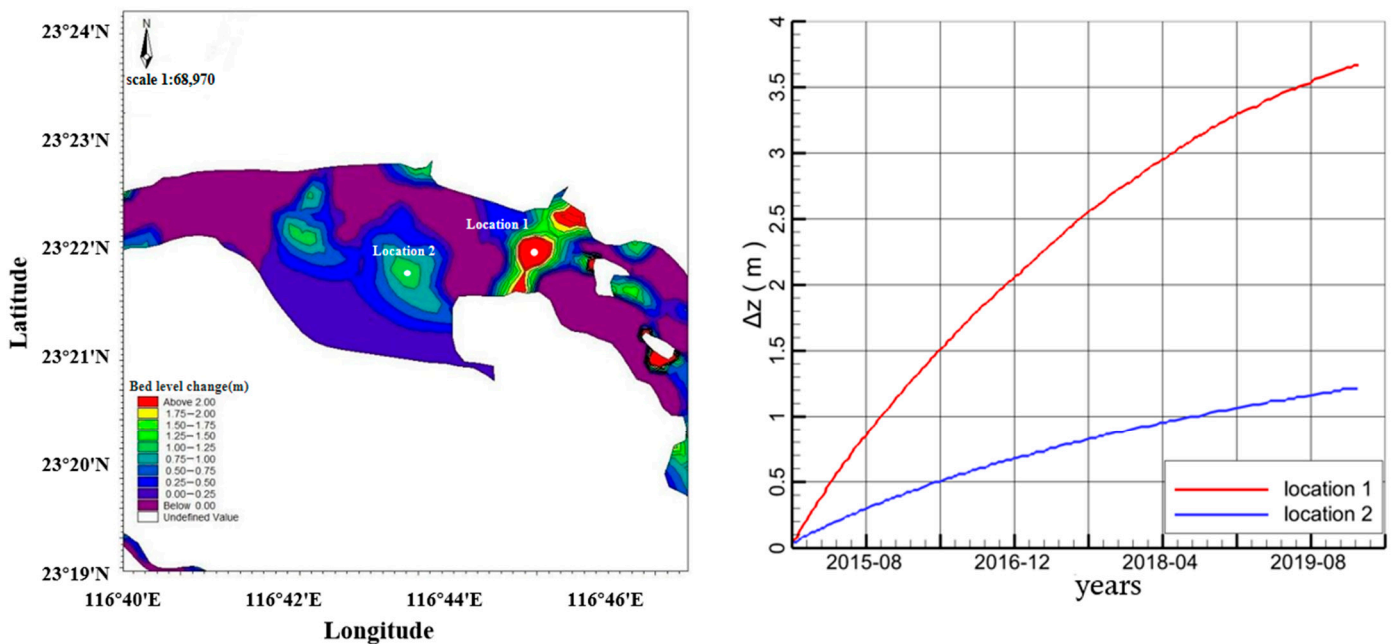 23°24'N
N
scale 1:68,970
23°23'N
23°22'N
23°21'N
23°20'N
23°19'N
Latitude
Location 1
Location 2
Bed level change(m)
Above 2.00
1.75–2.00
1.50–1.75
1.25–1.50
1.00–1.25
0.75–1.00
0.50–0.75
0.25–0.50
0.00–0.25
Below 0.00
Undefined Value
116°40'E
116°42'E
116°44'E
116°46'E
Longitude
4
3.5
3
2.5
2
1.5
1
0.5
0
Δz ( m )
location 1
location 2
2015-08
2016-12
2018-04
2019-08
years